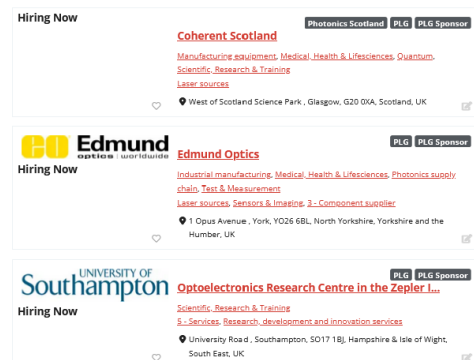 Hiring Now
Photonics Scotland PLG PLG Sponsor
Coherent Scotland
Manufacturing equipment, Medical, Health & Lifesciences, Quantum,
Scientific, Research & Training
Laser sources
West of Scotland Science Park , Glasgow, G20 0XA, Scotland, UK
EO Edmund
optics | worldwide
Hiring Now
PLG PLG Sponsor
Edmund Optics
Industrial manufacturing, Medical, Health & Lifesciences, Photonics supply
chain, Test & Measurement
Laser sources, Sensors & Imaging, 3 - Component supplier
1 Opus Avenue , York, YO26 6BL, North Yorkshire, Yorkshire and the
Humber, UK
UNIVERSITY OF
Southampton
Hiring Now
PLG PLG Sponsor
Optoelectronics Research Centre in the Zepler I...
Scientific, Research & Training
5 - Services, Research, development and innovation services
University Road , Southampton, SO17 1BJ, Hampshire & Isle of Wight,
South East, UK